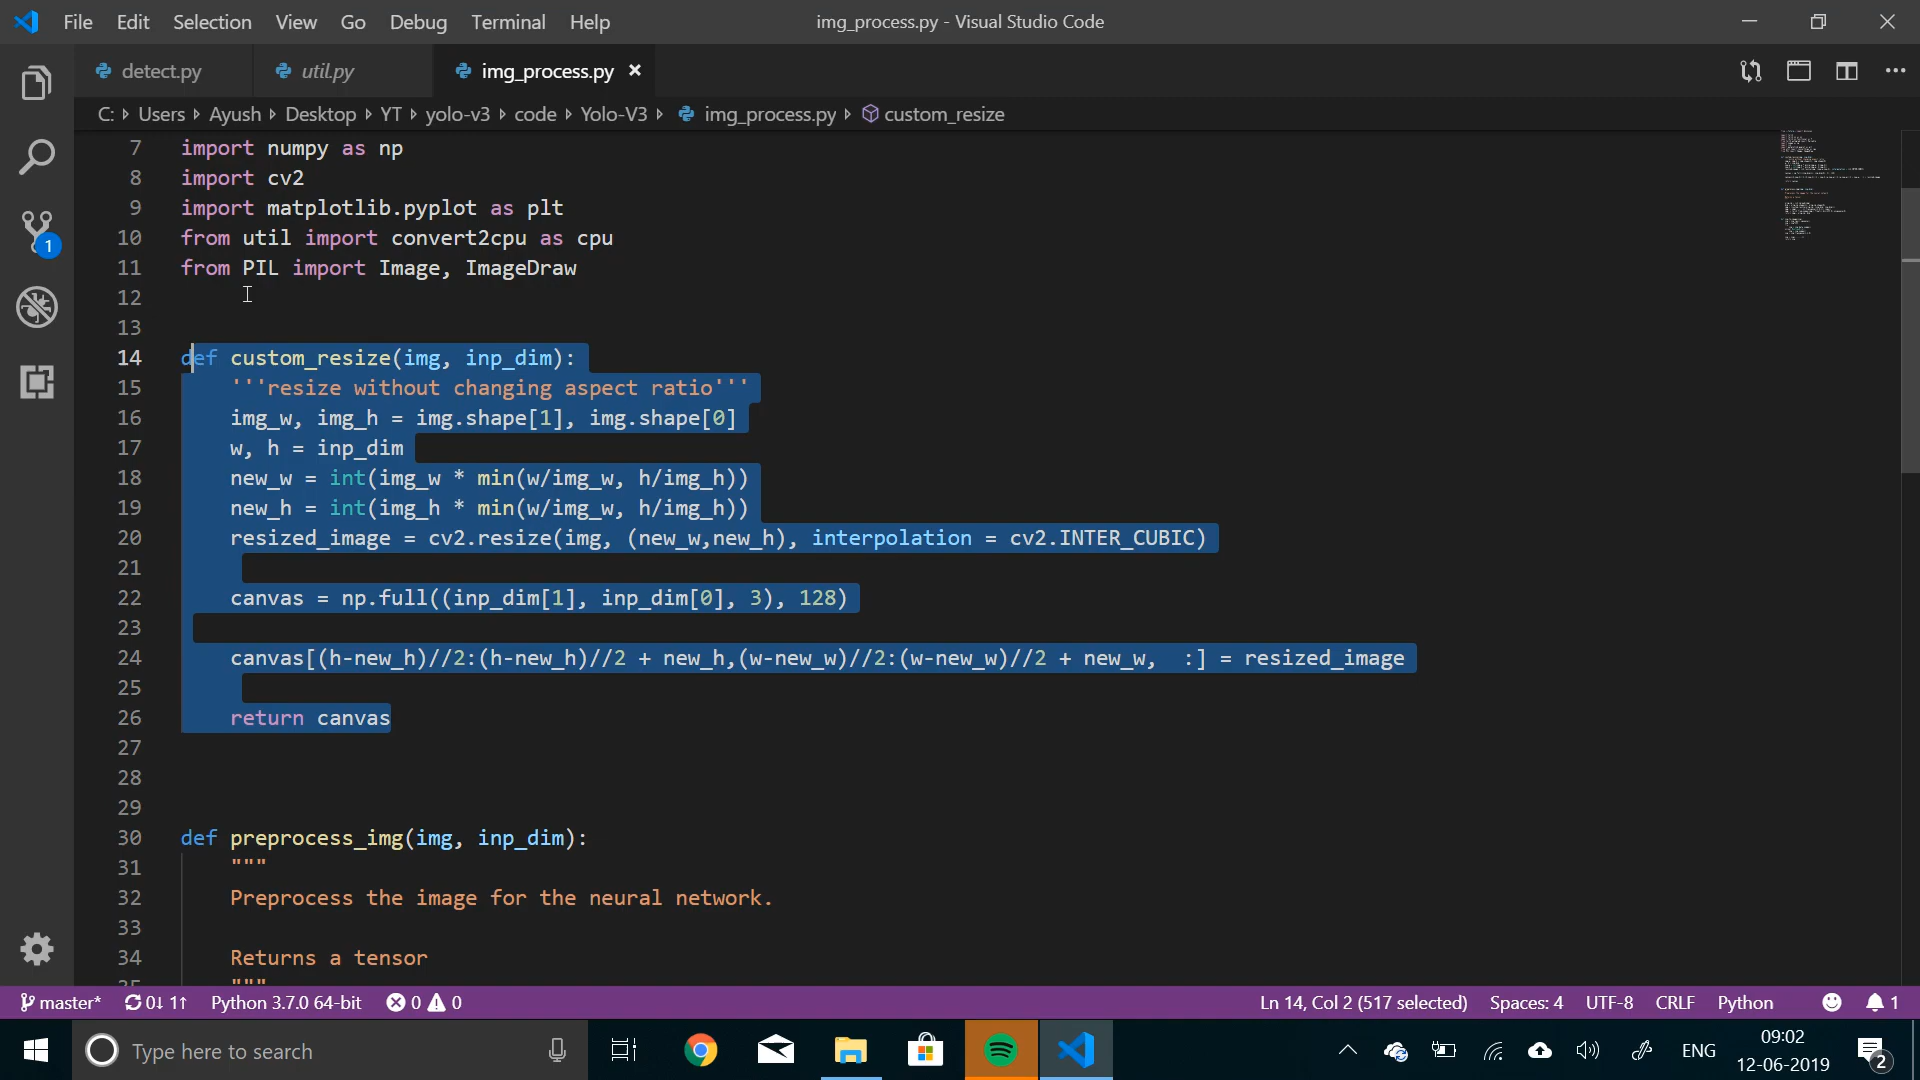 File Edit Selection View Go Debug Terminal Help
img_process.py - Visual Studio Code
detect.py util.py img_process.py ×
C: Users Ayush Desktop YT yolo-v3 code Yolo-V3 img_process.py custom_resize
7 import numpy as np
8 import cv2
9 import matplotlib.pyplot as plt
10 from util import convert2cpu as cpu
11 from PIL import Image, ImageDraw
12
13
14 def custom_resize(img, inp_dim):
15 '''resize without changing aspect ratio'''
16 img_w, img_h = img.shape[1], img.shape[0]
17 w, h = inp_dim
18 new_w = int(img_w * min(w/img_w, h/img_h))
19 new_h = int(img_h * min(w/img_w, h/img_h))
20 resized_image = cv2.resize(img, (new_w,new_h), interpolation = cv2.INTER_CUBIC)
21
22 canvas = np.full((inp_dim[1], inp_dim[0], 3), 128)
23
24 canvas[(h-new_h)//2:(h-new_h)//2 + new_h,(w-new_w)//2:(w-new_w)//2 + new_w,  :] = resized_image
25
26 return canvas
27
28
29
30 def preprocess_img(img, inp_dim):
31 """
32 Preprocess the image for the neural network.
33
34 Returns a tensor
35 """
1
master* 0↓ 1↑ Python 3.7.0 64-bit 0 0 Ln 14, Col 2 (517 selected) Spaces: 4 UTF-8 CRLF Python 1
Type here to search
ENG
09:02
12-06-2019
2